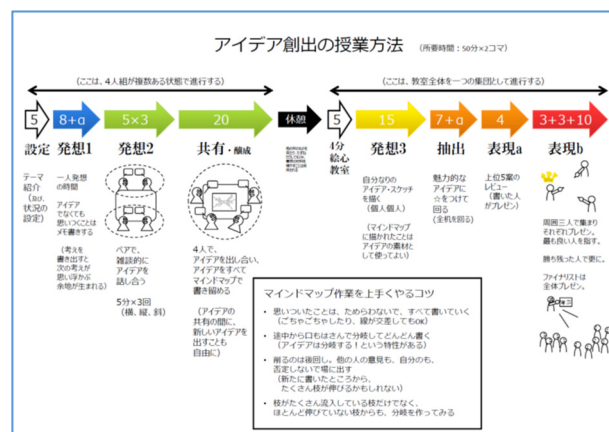 アイデア創出の授業方法 （所要時間：50分×2コマ）
（ここは、4人組が複数ある状態で進行する）
（ここは、教室全体を一つの集団として進行する）
5
8+α
5×3
20
休憩
5
15
7+α
4
3+3+10
設定
発想1
発想2
共有・醸成
4分
絵心
教室
発想3
抽出
表現a
表現b
テーマ
紹介
状況の
設定）
一人発想
の時間
アイデア
でなくても
思いつくことは
メモ書きする
（考えを
書き出すと
次の考えが
思い浮かぶ
余地が生まれる）
ペアで、
雑談的に
アイデアを
話し合う
5分×3回
（横、縦、斜）
4人で、
アイデアを出し合い、
アイデアをすべて
マインドマップで
書き留める
（アイデアの
共有の間に、
新しいアイデアを
出すことも
自由に）
自分なりの
アイデア・スケッチ
を描く
（個人個人）
（マインドマップ
に描かれたことは
アイデアの素材
として使ってよい）
魅力的な
アイデアに
☆をつけて
回る
（全机を回る）
上位5案の
レビュー
（書いた人
がプレゼン）
周囲三人で集まり
それぞれプレゼン。
最も良い人を指す。
勝ち残った人で更に。
ファイナリストは
全体プレゼン。
マインドマップ作業を上手くやるコツ
• 思いついたことは、ためらわないで、すべて書いていく
（ごちゃごちゃしたり、線が交差してもOK）
• 途中から口もはさんで分岐してどんどん書く
（アイデアは分岐する！という特性がある）
• 削るのは後回し。他の人の意見も、自分のも、
否定しないで場に出す
（新たに書いたところから、
たくさん枝が伸びるかもしれない）
• 枝がたくさん流入している枝だけでなく、
ほとんど伸びていない枝からも、分岐を作ってみる